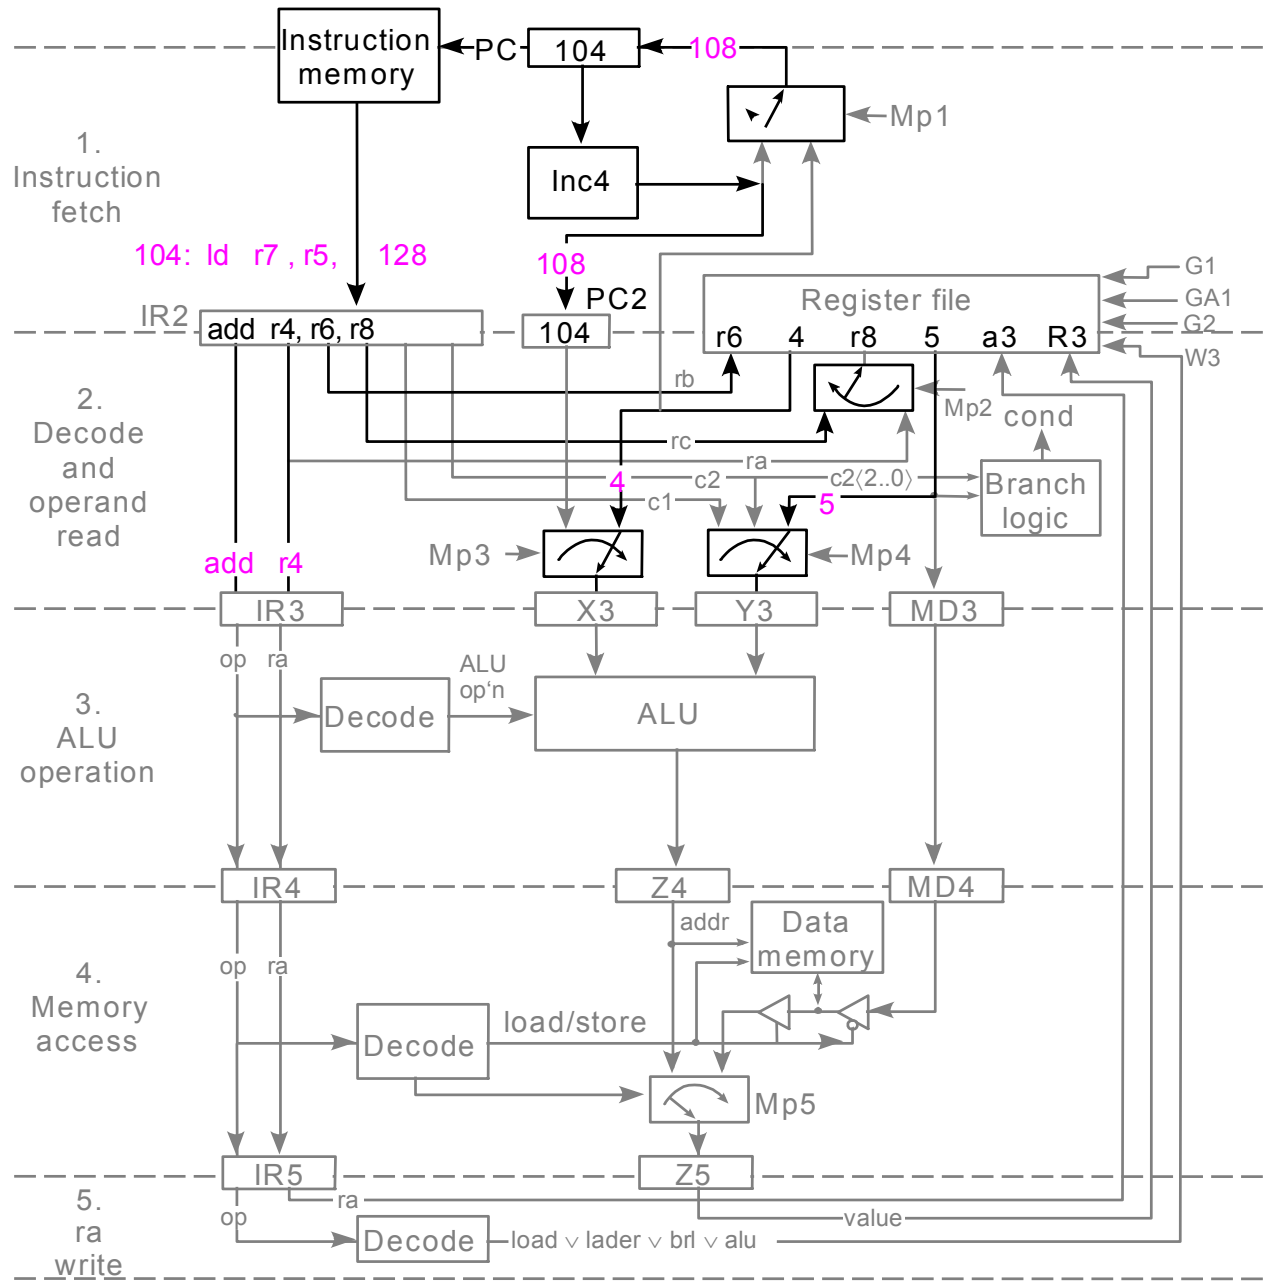 Instruction
memory
PC
104
108
Mp1
1.
Instruction
fetch
Inc4
104: ld r7 , r5, 128
108
PC2
G1
GA1
G2
W3
IR2
add r4, r6, r8
104
Register file
r6 4 r8 5 a3 R3
rb
Mp2
cond
2.
Decode
and
operand
read
rc
ra
4
c2
c1
c2⟨2..0⟩
5
Branch
logic
Mp3
Mp4
add r4
IR3
X3
Y3
MD3
op ra
ALU
op‘n
3.
ALU
operation
Decode
ALU
IR4
Z4
MD4
addr
Data
memory
op ra
4.
Memory
access
load/store
Decode
Mp5
IR5
Z5
5.
ra
write
ra
op
value
Decode
load ∨ lader ∨ brl ∨ alu